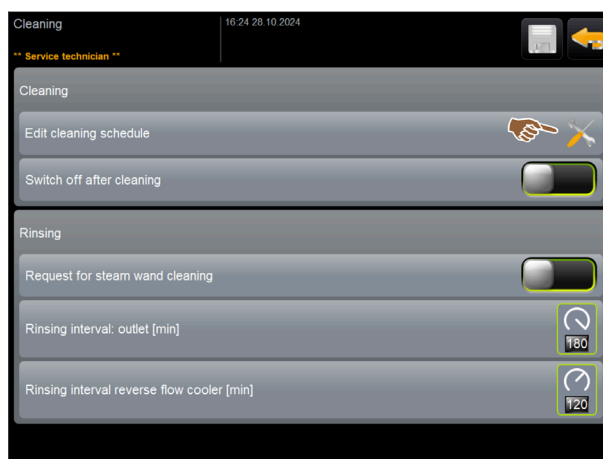 Cleaning
16:24 28.10.2024
** Service technician **
Cleaning
Edit cleaning schedule
Switch off after cleaning
Rinsing
Request for steam wand cleaning
Rinsing interval: outlet [min]
180
Rinsing interval reverse flow cooler [min]
120